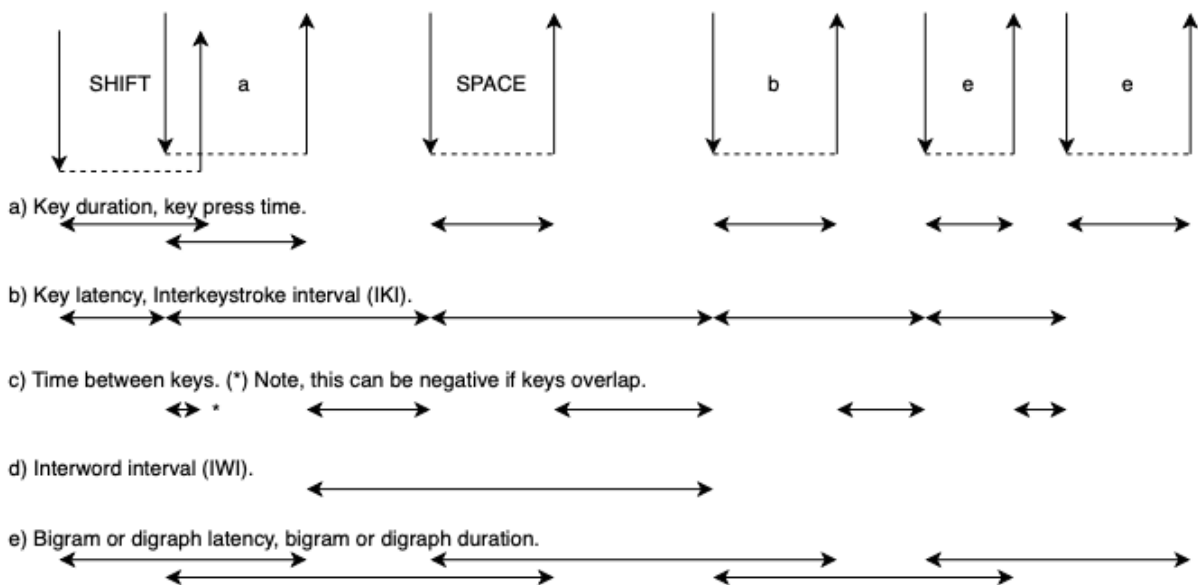 SHIFT a SPACE b e e
a) Key duration, key press time.
b) Key latency, Interkeystroke interval (IKI).
c) Time between keys. (*) Note, this can be negative if keys overlap.
*
d) Interword interval (IWI).
e) Bigram or digraph latency, bigram or digraph duration.